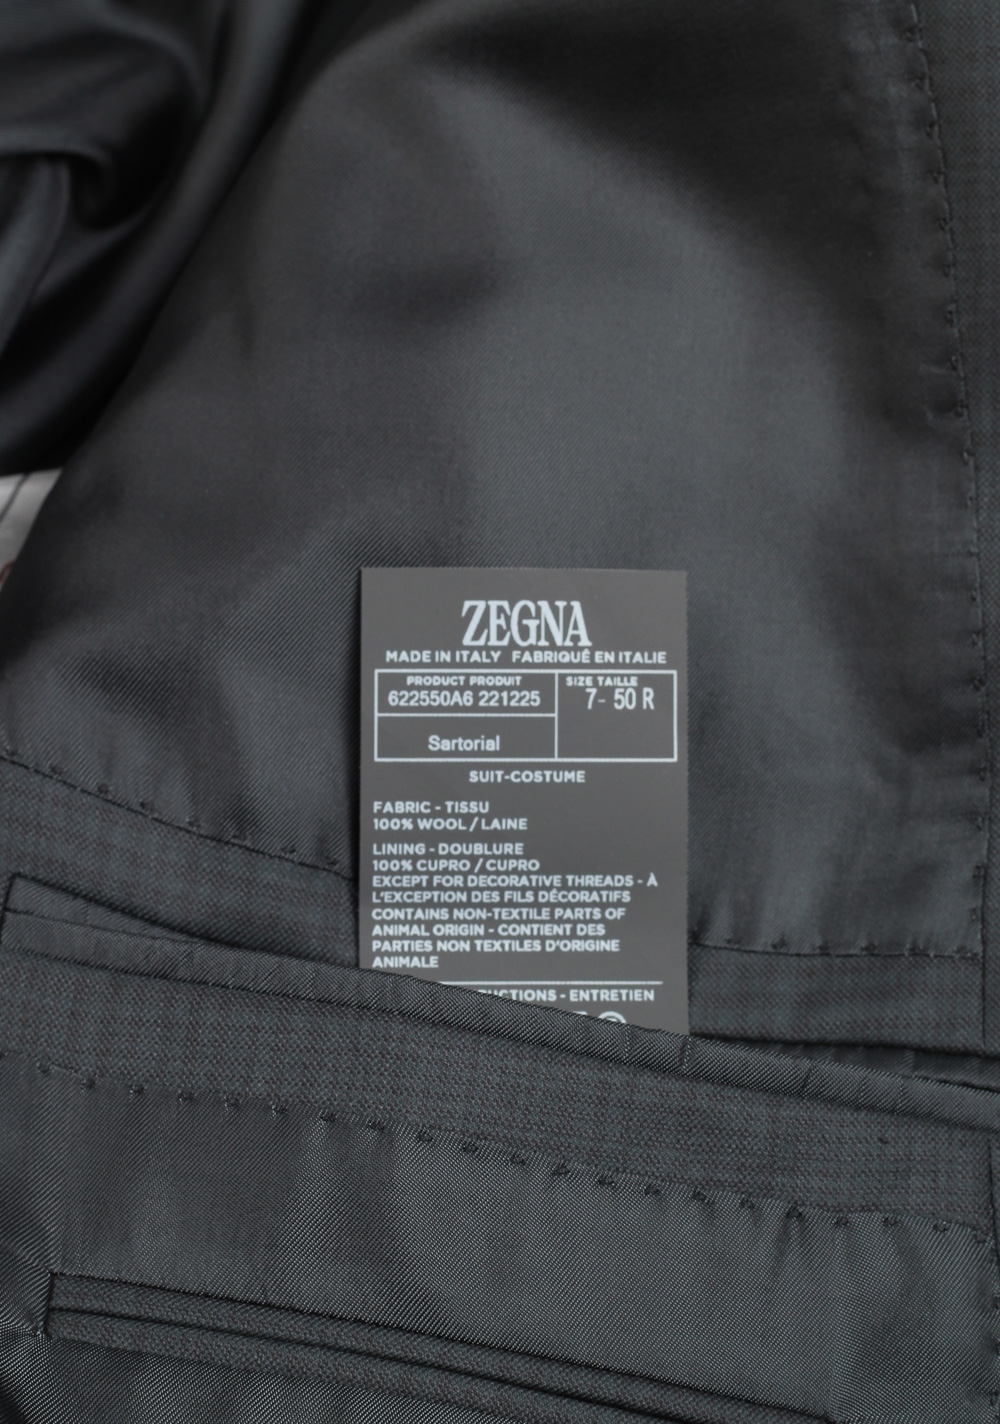 ZEGNA
MADE IN ITALY FABRIQUÉ EN ITALIE
PRODUCT PRODUIT
622550A6 221225
SIZE TAILLE
7- 50 R
Sartorial
SUIT-COSTUME
FABRIC - TISSU
100% WOOL / LAINE
LINING - DOUBLURE
100% CUPRO / CUPRO
EXCEPT FOR DECORATIVE THREADS - À
L'EXCEPTION DES FILS DÉCORATIFS
CONTAINS NON-TEXTILE PARTS OF
ANIMAL ORIGIN - CONTIENT DES
PARTIES NON TEXTILES D'ORIGINE
ANIMALE
- ENTRETIEN